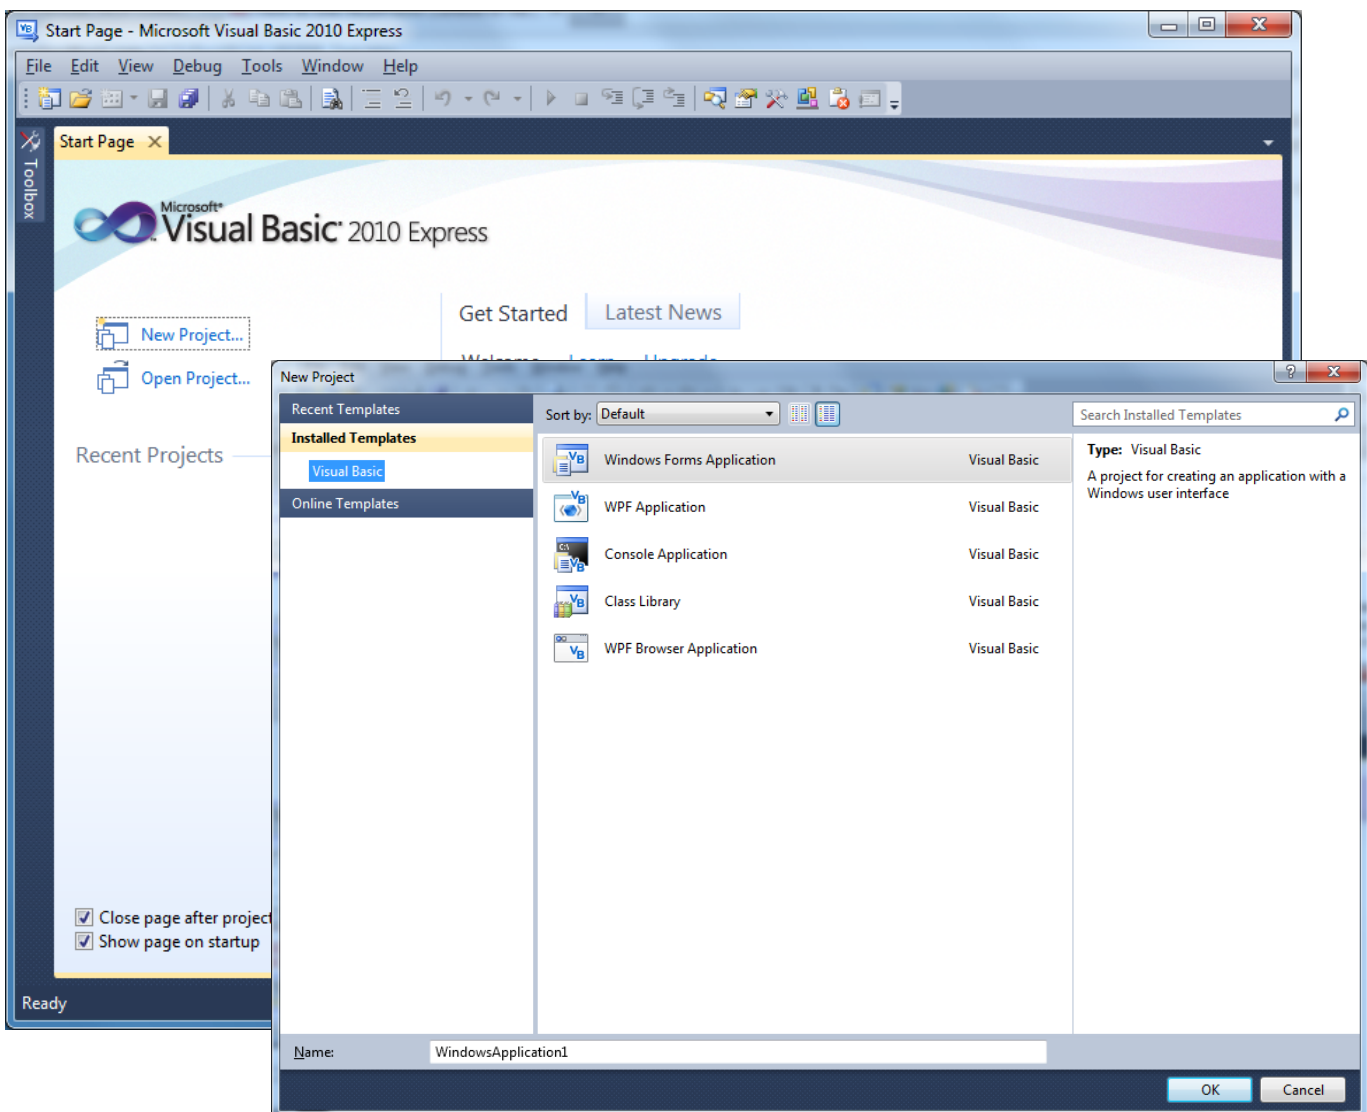 Start Page - Microsoft Visual Basic 2010 Express
File Edit View Debug Tools Window Help
Toolbox
Start Page
Microsoft
Visual Basic 2010 Express
New Project...
Open Project...
Recent Projects
Get Started
Latest News
Welcome Learn Upgrade
Close page after project
Show page on startup
Ready
New Project
Recent Templates
Installed Templates
Visual Basic
Online Templates
Sort by: Default
Search Installed Templates
Windows Forms Application Visual Basic
WPF Application Visual Basic
Console Application Visual Basic
Class Library Visual Basic
WPF Browser Application Visual Basic
Type: Visual Basic
A project for creating an application with a
Windows user interface
Name: WindowsApplication1
OK Cancel